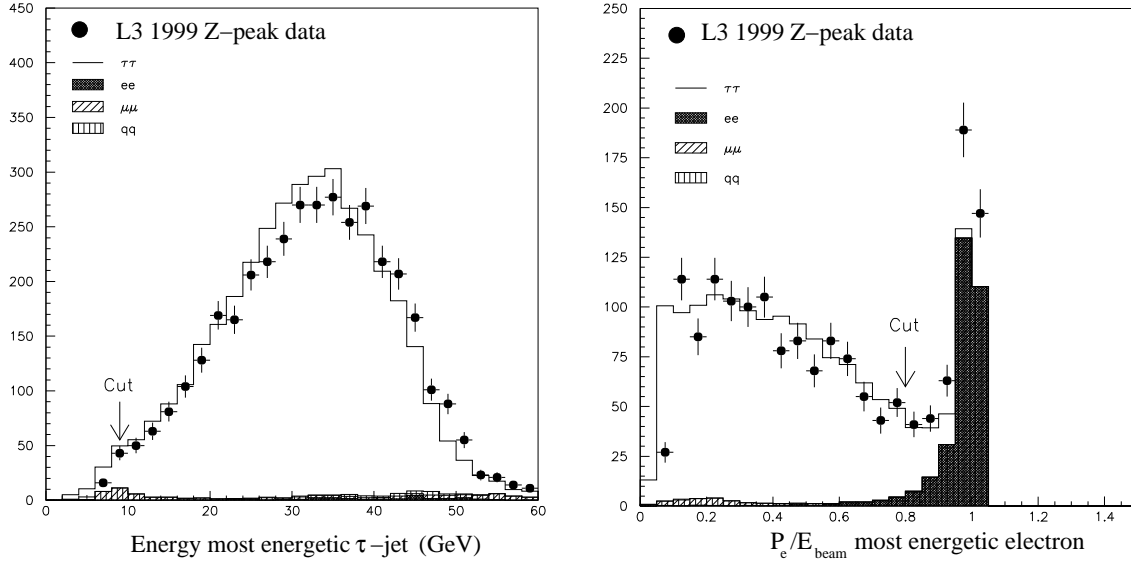 L3 1999 Z–peak data
ττ
ee
μμ
qq
450
400
350
300
250
200
150
100
50
0
Cut
0 10 20 30 40 50 60
Energy most energetic τ–jet (GeV)
L3 1999 Z–peak data
ττ
ee
μμ
qq
250
225
200
175
150
125
100
75
50
25
0
Cut
0 0.2 0.4 0.6 0.8 1 1.2 1.4
P_e/E_beam most energetic electron